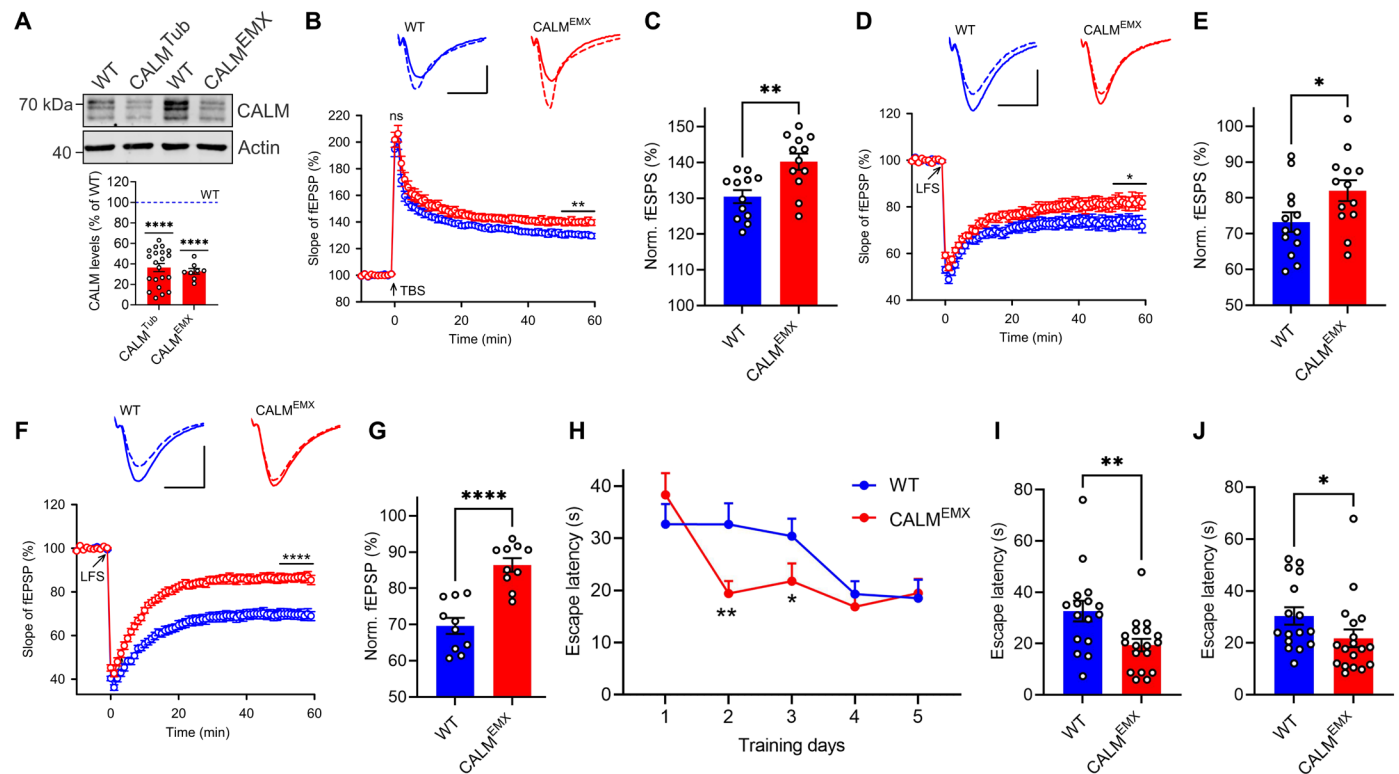 A
WT
CALM^Tub
WT
CALM^EMX
70 kDa
CALM
40
Actin
CALM levels (% of WT)
120
100
80
60
40
20
0
WT
****
****
CALM^Tub
CALM^EMX
B
WT
CALM^EMX
Slope of fEPSP (%)
200
180
160
140
120
100
80
ns
**
TBS
0
20
40
60
Time (min)
C
**
Norm. fESPS (%)
150
140
130
120
110
100
WT
CALM^EMX
D
WT
CALM^EMX
Slope of fEPSP (%)
120
100
80
60
40
LFS
*
0
20
40
60
Time (min)
E
*
Norm. fESPS (%)
110
100
90
80
70
60
50
WT
CALM^EMX
F
WT
CALM^EMX
Slope of fEPSP (%)
120
100
80
60
40
LFS
****
0
20
40
60
Time (min)
G
****
Norm. fEPSP (%)
100
90
80
70
60
50
WT
CALM^EMX
H
Escape latency (s)
40
30
20
10
0
WT
CALM^EMX
**
*
1
2
3
4
5
Training days
I
**
Escape latency (s)
80
60
40
20
0
WT
CALM^EMX
J
*
Escape latency (s)
80
60
40
20
0
WT
CALM^EMX